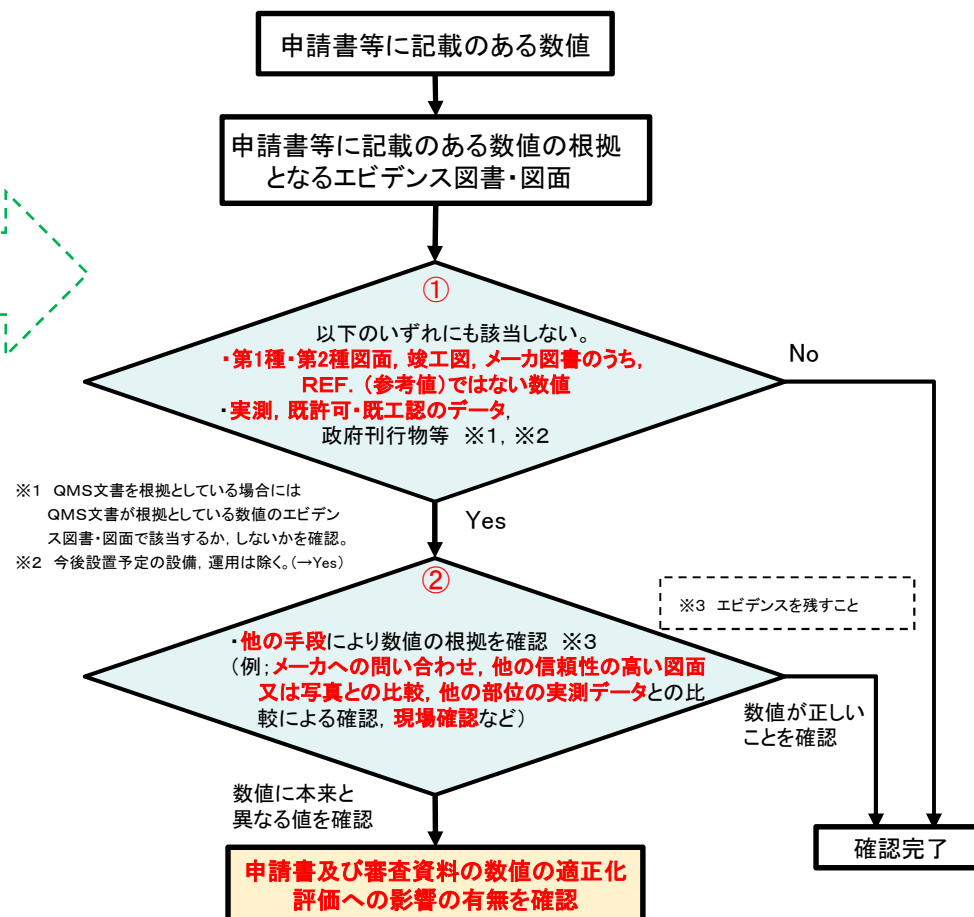 申請書等に記載のある数値
申請書等に記載のある数値の根拠
となるエビデンス図書・図面
①
以下のいずれにも該当しない。
・第1種・第2種図面, 竣工図, メーカ図書のうち,
REF. (参考値)ではない数値
・実測, 既許可・既工認のデータ,
政府刊行物等 ※1, ※2
No
※1 QMS文書を根拠としている場合には
QMS文書が根拠としている数値のエビデン
ス図書・図面で該当するか, しないかを確認。
※2 今後設置予定の設備, 運用は除く。(→Yes)
Yes
②
※3 エビデンスを残すこと
・他の手段により数値の根拠を確認 ※3
(例;メーカへの問い合わせ, 他の信頼性の高い図面
又は写真との比較, 他の部位の実測データとの比
較による確認, 現場確認など)
数値が正しい
ことを確認
数値に本来と
異なる値を確認
確認完了
申請書及び審査資料の数値の適正化
評価への影響の有無を確認